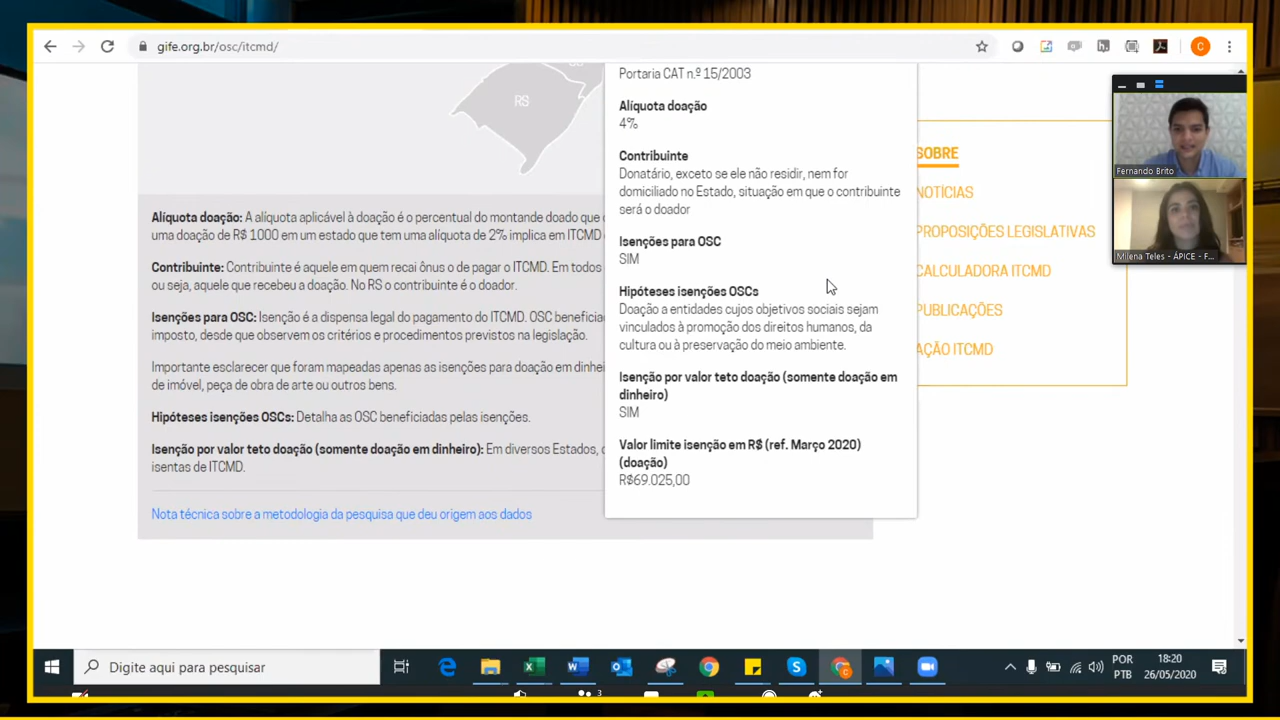 gife.org.br/osc/itcmd/
C
RS
Alíquota doação: A alíquota aplicável à doação é o percentual do montande doado que
uma doação de R$ 1000 em um estado que tem uma alíquota de 2% implica em ITCMD
Contribuinte: Contribuinte é aquele em quem recai ônus o de pagar o ITCMD. Em todos
ou seja, aquele que recebeu a doação. No RS o contribuinte é o doador.
Isenções para OSC: Isenção é a dispensa legal do pagamento do ITCMD. OSC
imposto, desde que observem os critérios e procedimentos previstos na legislação.
Importante esclarecer que foram mapeadas apenas as isenções para doação em
de imóvel, peça de obra de arte ou outros bens.
Hipóteses isenções OSCs: Detalha as OSC beneficiadas pelas isenções.
Isenção por valor teto doação (somente doação em dinheiro): Em diversos Estados,
isentas de ITCMD.
Nota técnica sobre a metodologia da pesquisa que deu origem aos dados
Portaria CAT n.º 15/2003
Alíquota doação
4%
Contribuinte
Donatário, exceto se ele não residir, nem for
domiciliado no Estado, situação em que o contribuinte
será o doador
Isenções para OSC
SIM
Hipóteses isenções OSCs
Doação a entidades cujos objetivos sociais sejam
vinculados à promoção dos direitos humanos, da
cultura ou à preservação do meio ambiente.
Isenção por valor teto doação (somente doação em
dinheiro)
SIM
Valor limite isenção em R$ (ref. Março 2020)
(doação)
R$69.025,00
SOBRE
NOTÍCIAS
PROPOSIÇÕES LEGISLATIVAS
CALCULADORA ITCMD
PUBLICAÇÕES
AÇÃO ITCMD
Fernando Brito
Milena Teles - ÁPICE - F...
Digite aqui para pesquisar
POR
PTB
18:20
26/05/2020
3